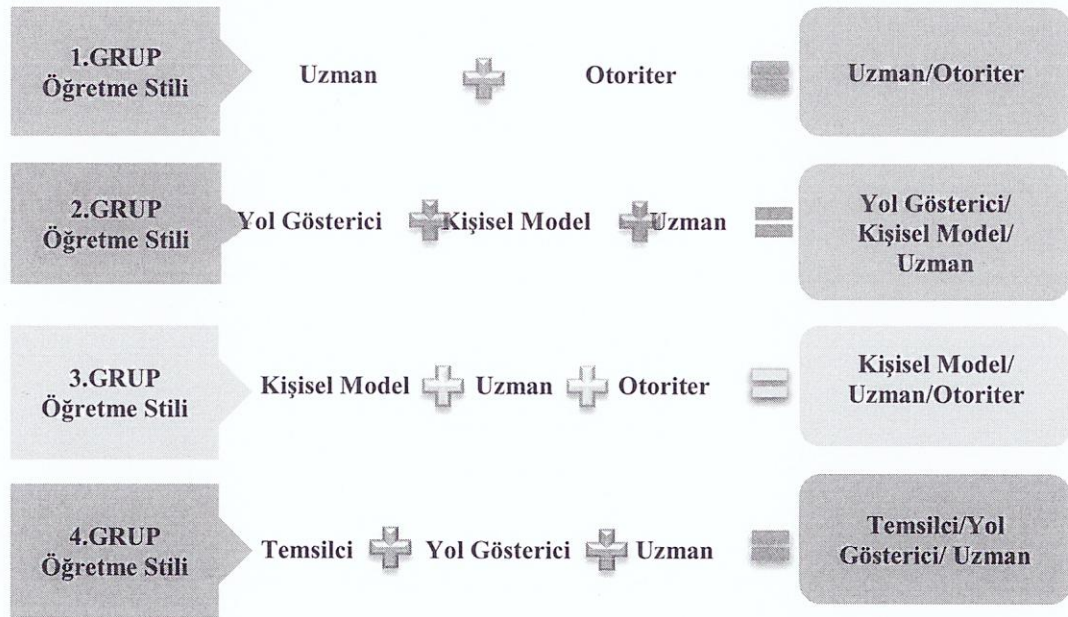 1.GRUP
Öğretme Stili
Uzman
Otoriter
Uzman/Otoriter
2.GRUP
Öğretme Stili
Yol Gösterici
Kişisel Model
Uzman
Yol Gösterici/
Kişisel Model/
Uzman
3.GRUP
Öğretme Stili
Kişisel Model
Uzman
Otoriter
Kişisel Model/
Uzman/Otoriter
4.GRUP
Öğretme Stili
Temsilci
Yol Gösterici
Uzman
Temsilci/Yol
Gösterici/ Uzman